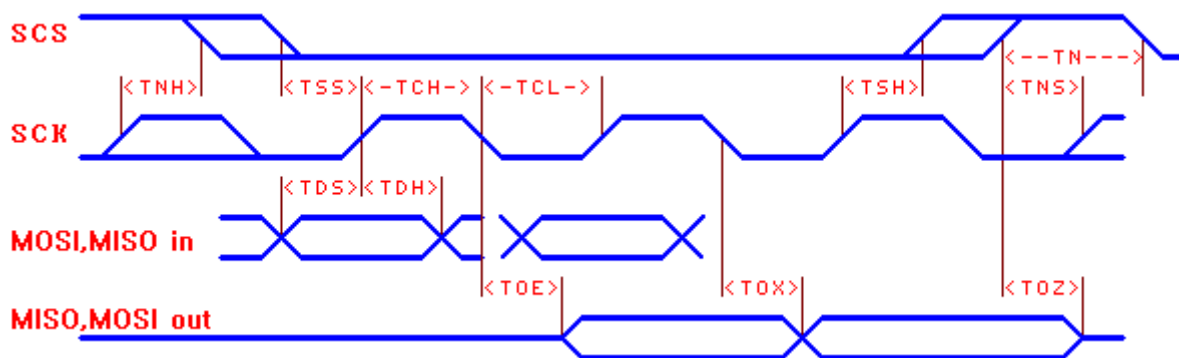 SCS
<--TN--->
<TNH> <TSS> <-TCH-> <-TCL-> <TSH> <TNS>
SCK
<TDS> <TDH>
MOSI,MISO in
<TOE> <TOX> <TOZ>
MISO,MOSI out